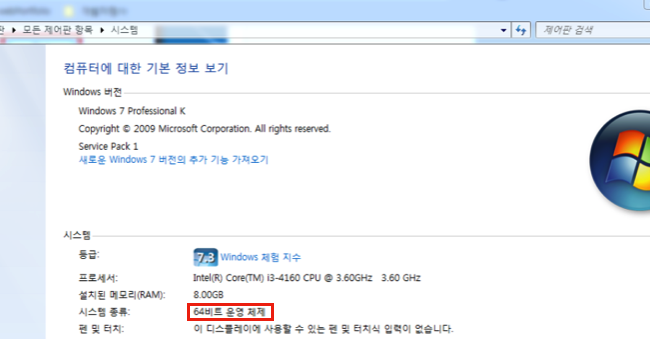 모든 제어판 항목 ▶ 시스템
제어판 검색
컴퓨터에 대한 기본 정보 보기
Windows 버전
Windows 7 Professional K
Copyright © 2009 Microsoft Corporation. All rights reserved.
Service Pack 1
새로운 Windows 7 버전의 추가 기능 가져오기
시스템
등급: 7.3 Windows 체험 지수
프로세서: Intel(R) Core(TM) i3-4160 CPU @ 3.60GHz 3.60 GHz
설치된 메모리(RAM): 8.00GB
시스템 종류: 64비트 운영 체제
펜 및 터치: 이 디스플레이에 사용할 수 있는 펜 및 터치식 입력이 없습니다.